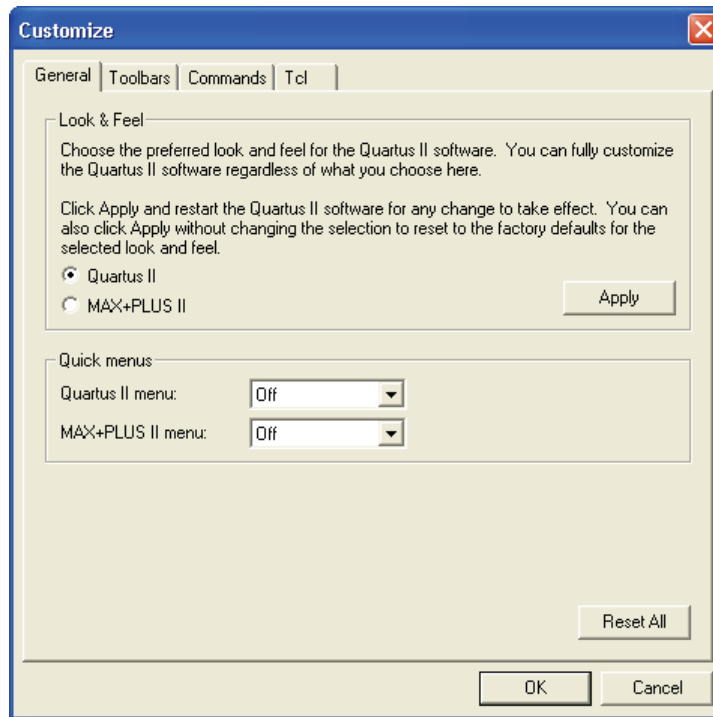 Customize
General Toolbars Commands Tcl
Look & Feel
Choose the preferred look and feel for the Quartus II software. You can fully customize
the Quartus II software regardless of what you choose here.
Click Apply and restart the Quartus II software for any change to take effect. You can
also click Apply without changing the selection to reset to the factory defaults for the
selected look and feel.
Quartus II
MAX+PLUS II
Apply
Quick menus
Quartus II menu: Off
MAX+PLUS II menu: Off
Reset All
OK Cancel